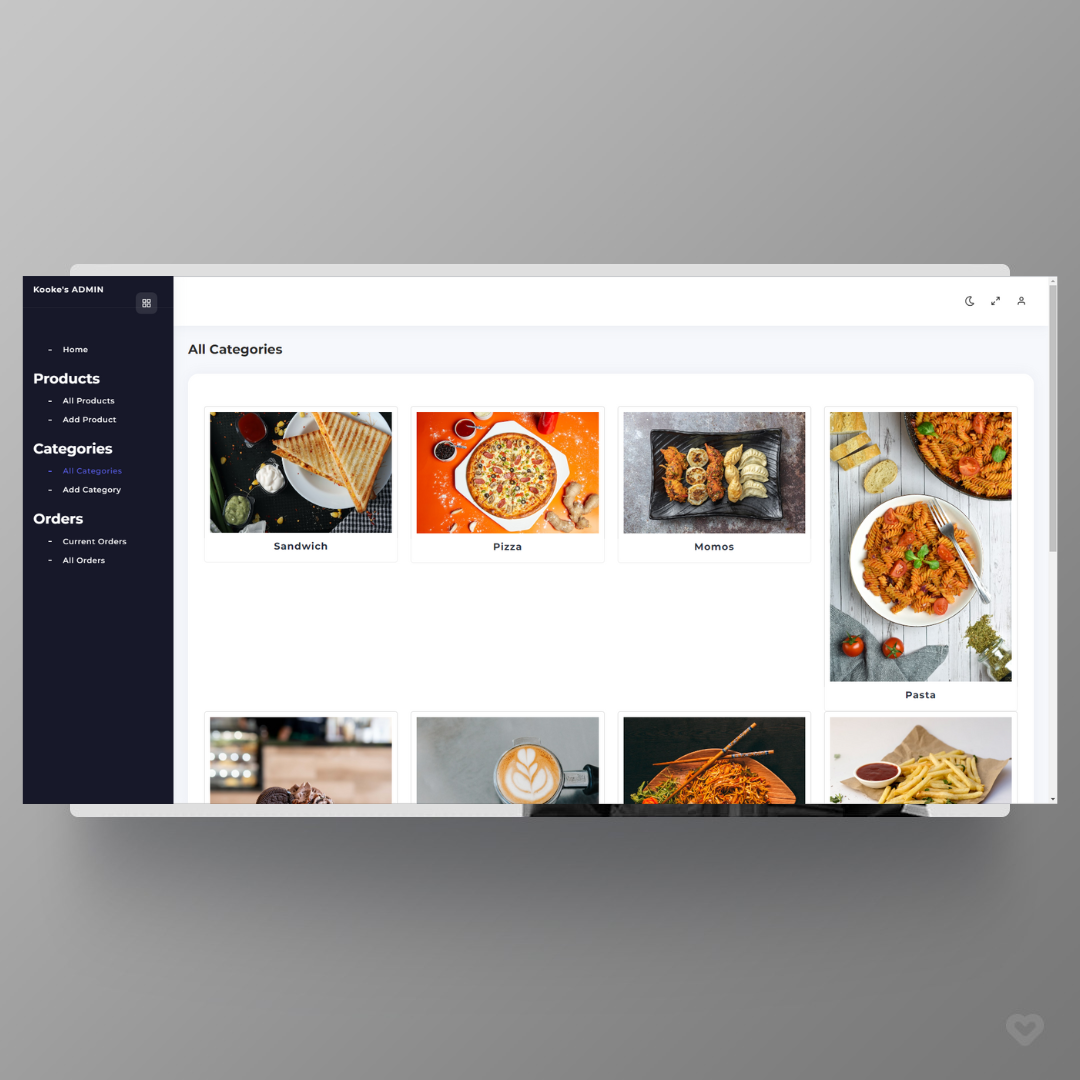 Kooke's ADMIN
- Home
Products
- All Products
- Add Product
Categories
- All Categories
- Add Category
Orders
- Current Orders
- All Orders
All Categories
Sandwich
Pizza
Momos
Pasta